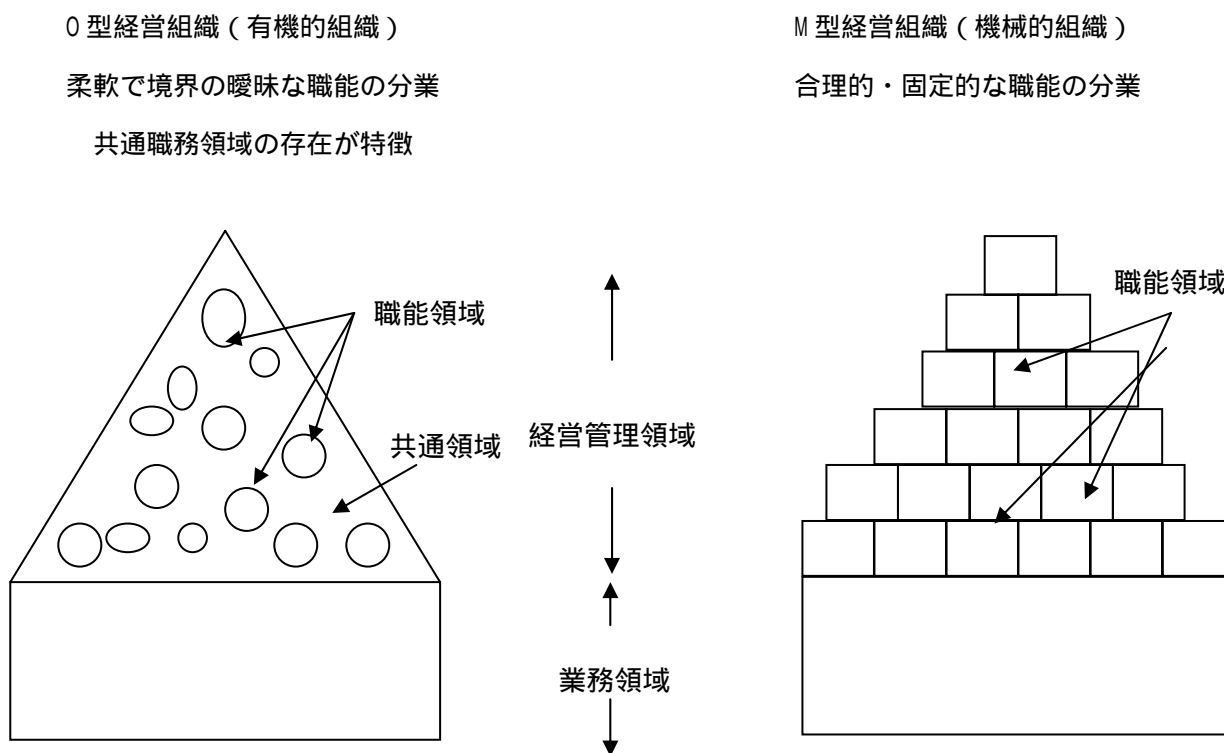 O 型経営組織(有機的組織)
柔軟で境界の曖昧な職能の分業
共通職務領域の存在が特徴
M 型経営組織(機械的組織)
合理的・固定的な職能の分業
職能領域
共通領域
経営管理領域
業務領域
職能領域